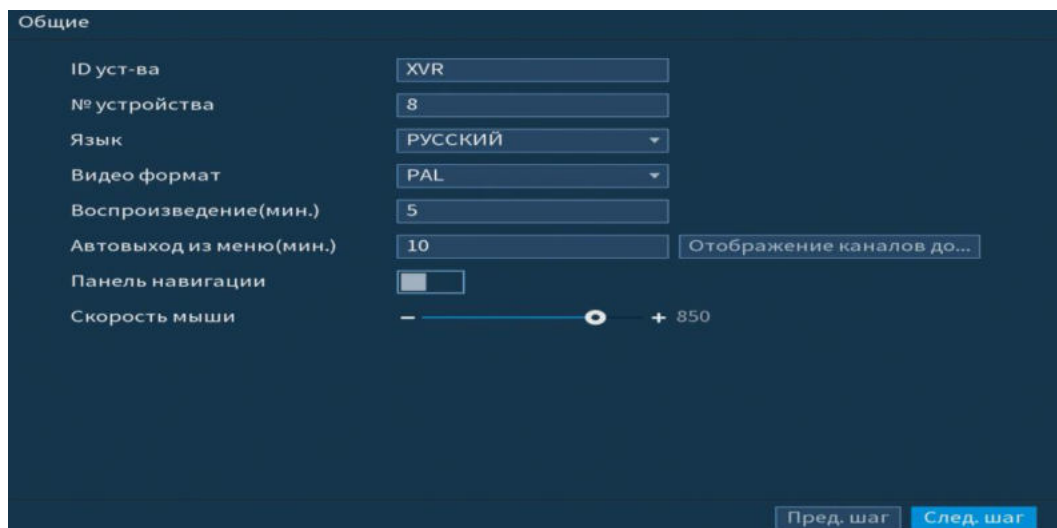 Общие
ID уст-ва XVR
№ устройства 8
Язык РУССКИЙ
Видео формат PAL
Воспроизведение(мин.) 5
Автовыход из меню(мин.) 10 Отображение каналов до...
Панель навигации
Скорость мыши − + 850
Пред. шаг След. шаг